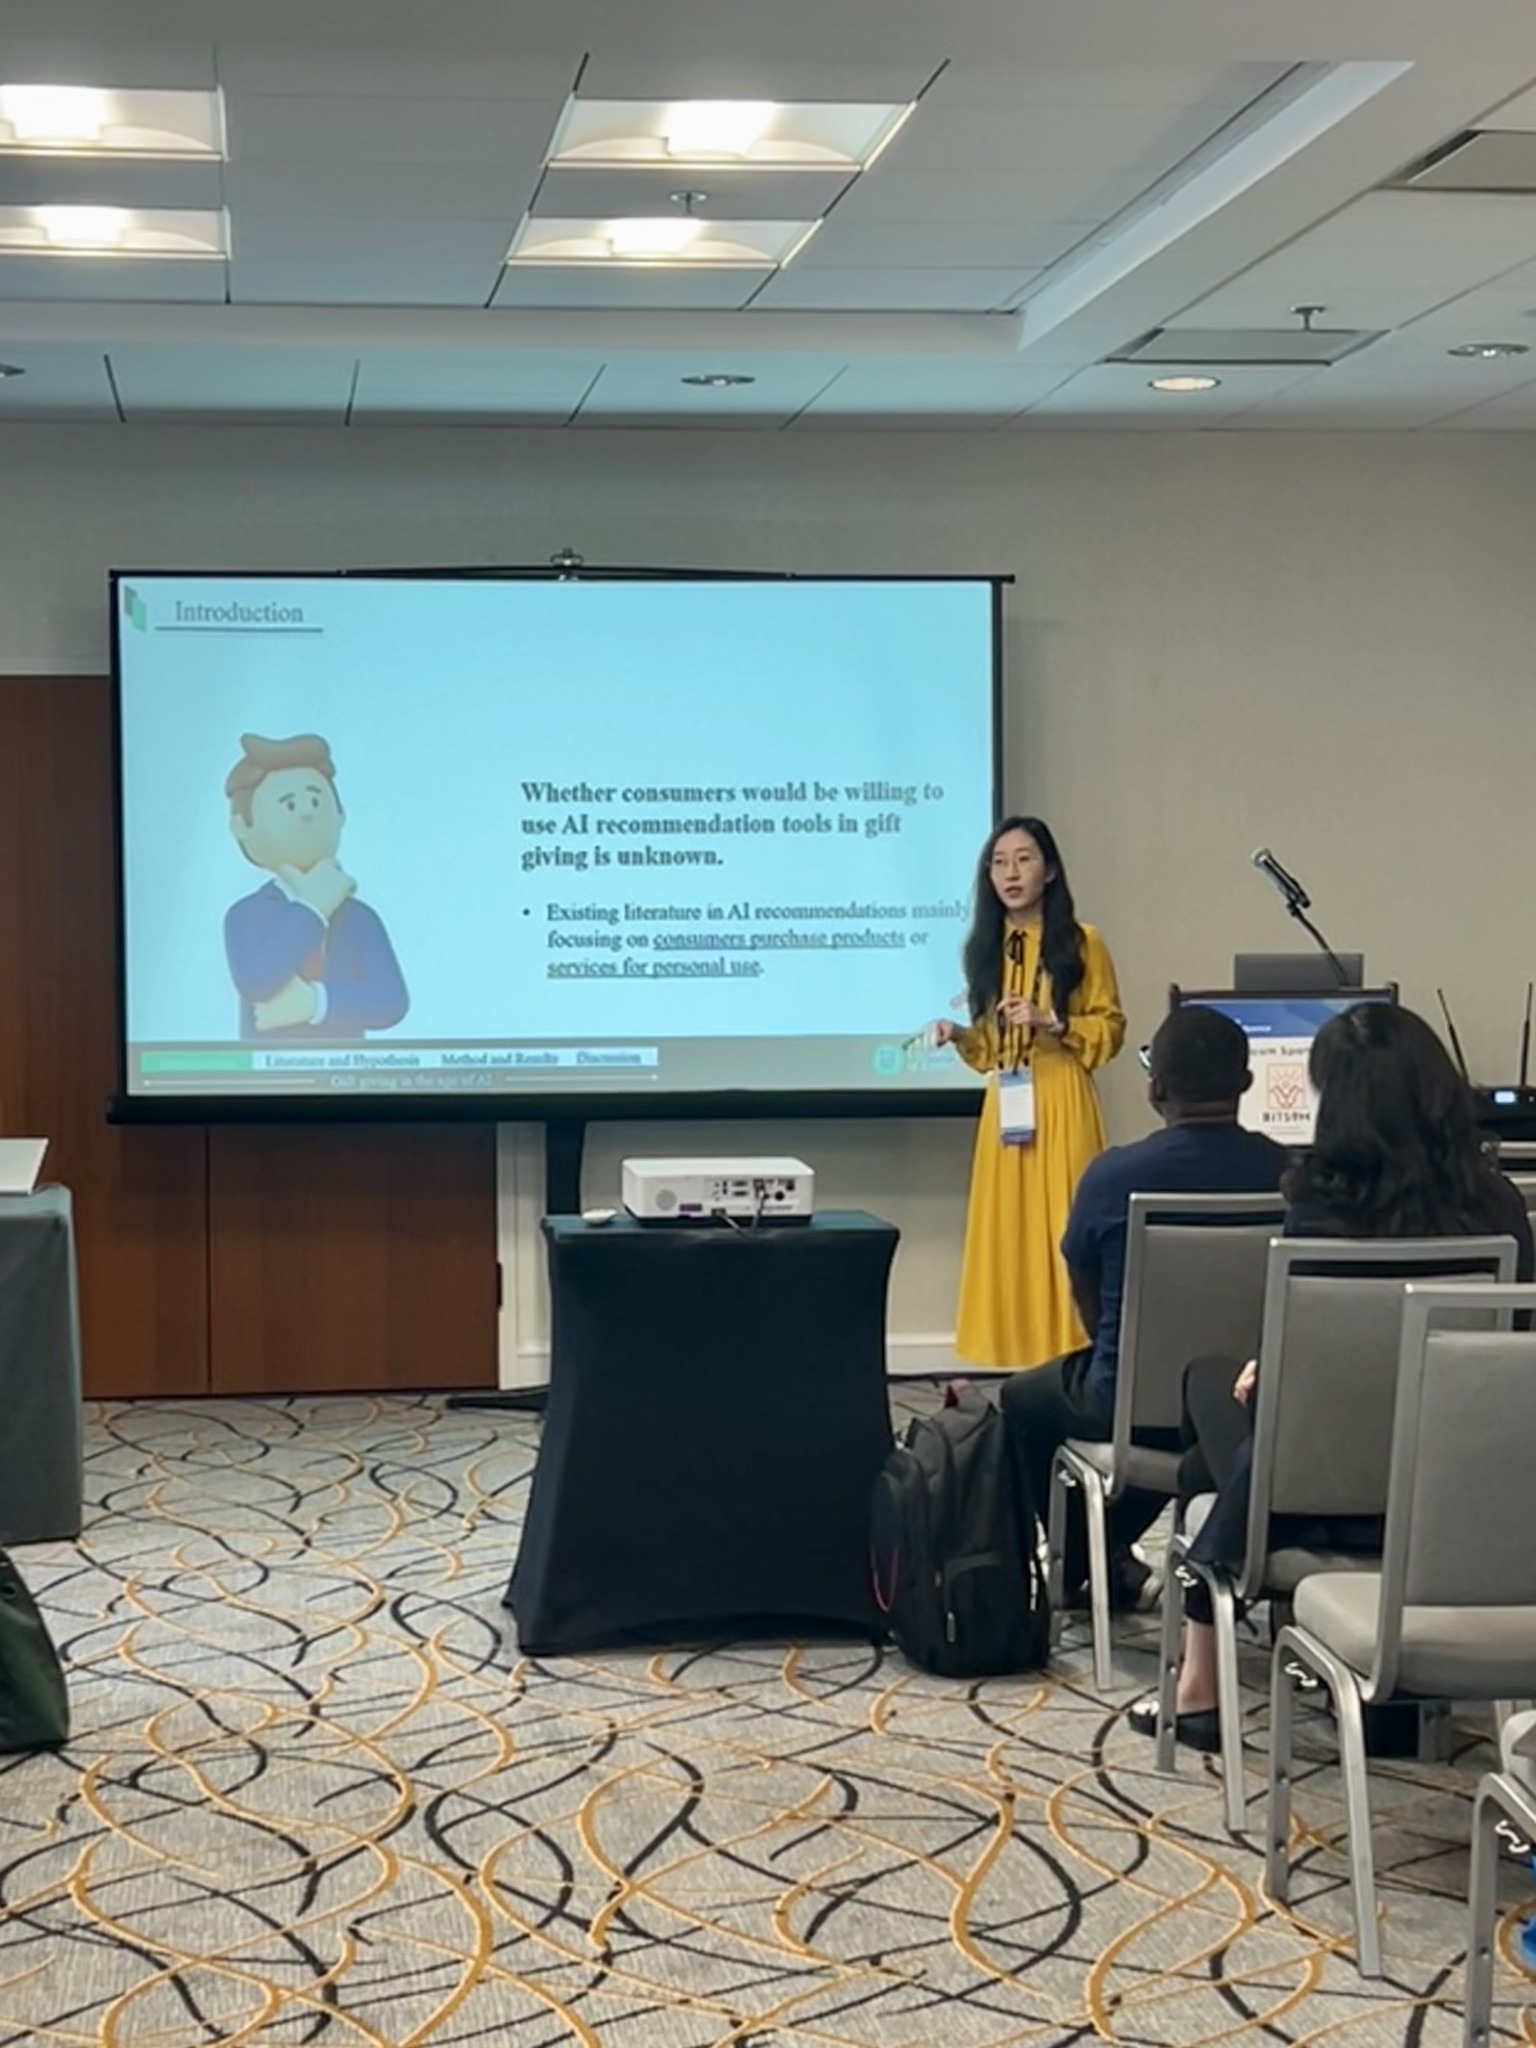 Introduction
Whether consumers would be willing to
use AI recommendation tools in gift
giving is unknown.
• Existing literature in AI recommendations mainly
focusing on consumers purchase products or
services for personal use.
Literature and Hypothesis Method and Results Discussion
Gift giving in the age of AI